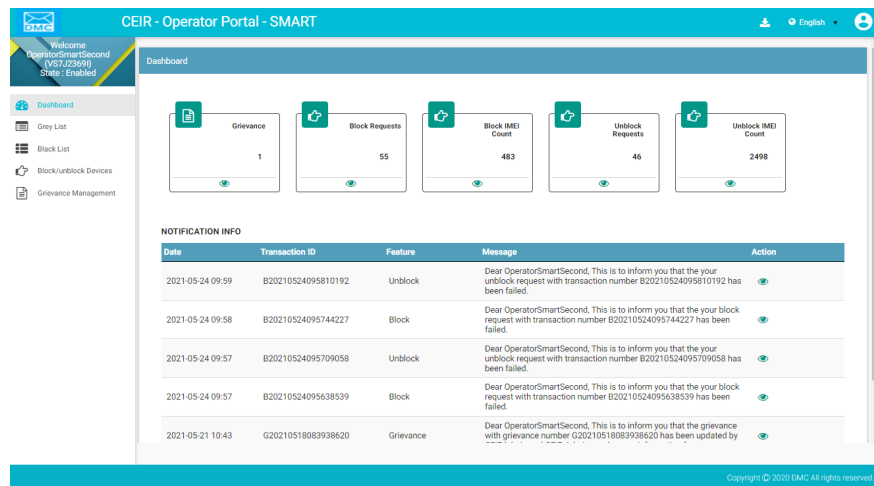 DMC
CEIR - Operator Portal - SMART
English
Welcome
OperatorSmartSecond
(VS7J2369I)
State : Enabled
Dashboard
Grey List
Black List
Block/unblock Devices
Grievance Management
Dashboard
Grievance
1
Block Requests
55
Block IMEI
Count
483
Unblock
Requests
46
Unblock IMEI
Count
2498
NOTIFICATION INFO
Date Transaction ID Feature Message Action
2021-05-24 09:59 B20210524095810192 Unblock
Dear OperatorSmartSecond, This is to inform you that the your
unblock request with transaction number B20210524095810192 has
been failed.
2021-05-24 09:58 B20210524095744227 Block
Dear OperatorSmartSecond, This is to inform you that the your block
request with transaction number B20210524095744227 has been
failed.
2021-05-24 09:57 B20210524095709058 Unblock
Dear OperatorSmartSecond, This is to inform you that the your
unblock request with transaction number B20210524095709058 has
been failed.
2021-05-24 09:57 B20210524095638539 Block
Dear OperatorSmartSecond, This is to inform you that the your block
request with transaction number B20210524095638539 has been
failed.
2021-05-21 10:43 G20210518083938620 Grievance
Dear OperatorSmartSecond, This is to inform you that the grievance
with grievance number G20210518083938620 has been updated by
Copyright © 2020 DMC All rights reserved.